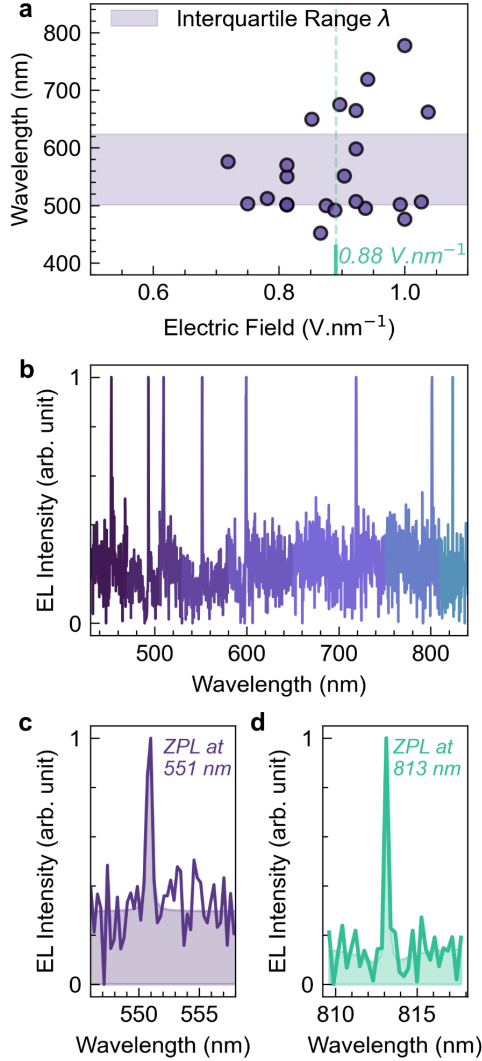 a
Interquartile Range λ
800
700
600
500
400
Wavelength (nm)
0.88 V.nm⁻¹
0.6
0.8
1.0
Electric Field (V.nm⁻¹)
b
1
0
EL Intensity (arb. unit)
500
600
700
800
Wavelength (nm)
c
ZPL at
551 nm
1
0
EL Intensity (arb. unit)
550
555
Wavelength (nm)
d
ZPL at
813 nm
1
0
EL Intensity (arb. unit)
810
815
Wavelength (nm)